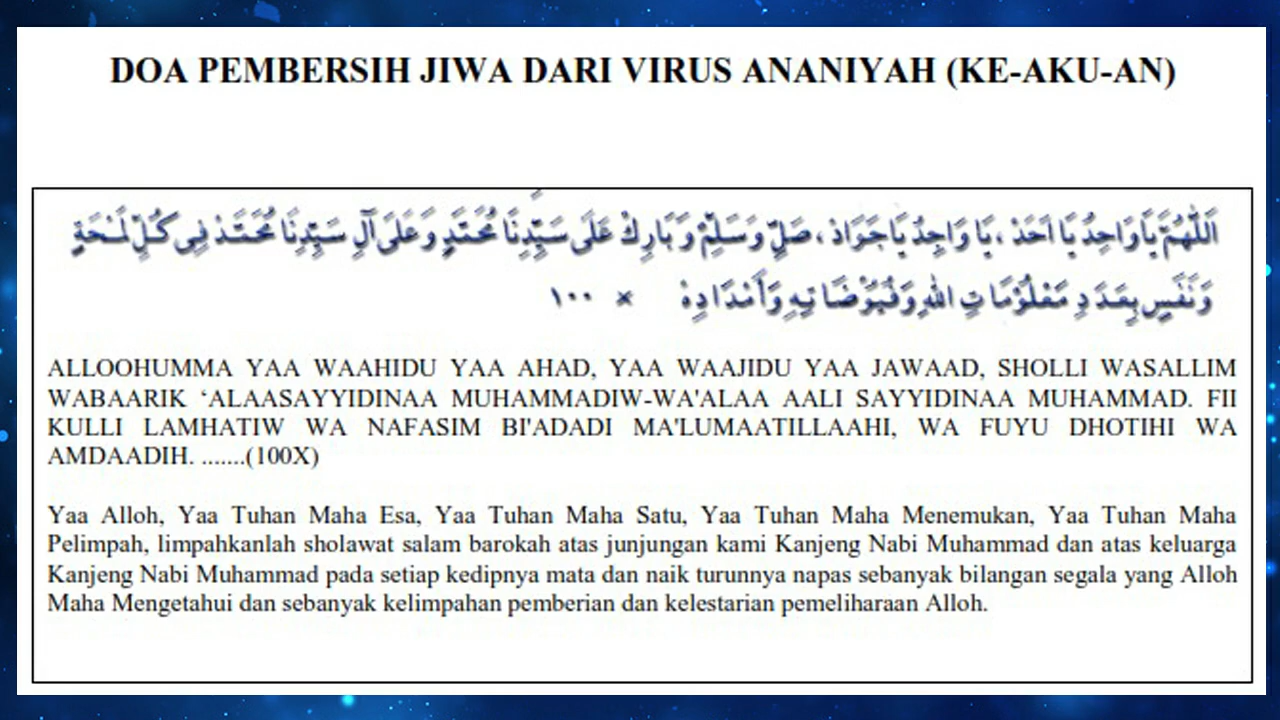 DOA PEMBERSIH JIWA DARI VIRUS ANANIYAH (KE-AKU-AN)
اَللّٰهُمَّ يَاوَاحِدُ يَا اَحَدْ، يَا وَاجِدُ يَاجَوَادْ، صَلِّ وَسَلِّمْ وَبَارِكْ عَلَى سَيِّدِنَا مُحَمَّدٍ وَعَلَى آلِ سَيِّدِنَا مُحَمَّدْ فِى كُلِّ لَمْحَةٍ
وَنَفَسٍ بِعَدَدِ مَعْلُوْمَاتِ اللهِ وَفُيُوْضَاتِهِ وَأَمْدَادِهْ × ١٠٠
ALLOOHUMMA YAA WAAHIDU YAA AHAD, YAA WAAJIDU YAA JAWAAD, SHOLLI WASALLIM
WABAARIK ‘ALAASAYYIDINAA MUHAMMADIW-WA'ALAA AALI SAYYIDINAA MUHAMMAD. FII
KULLI LAMHATIW WA NAFASIM BI'ADADI MA'LUMAATILLAAHI, WA FUYU DHOTIHI WA
AMDAADIH. .......(100X)
Yaa Alloh, Yaa Tuhan Maha Esa, Yaa Tuhan Maha Satu, Yaa Tuhan Maha Menemukan, Yaa Tuhan Maha
Pelimpah, limpahkanlah sholawat salam barokah atas junjungan kami Kanjeng Nabi Muhammad dan atas keluarga
Kanjeng Nabi Muhammad pada setiap kedipnya mata dan naik turunnya napas sebanyak bilangan segala yang Alloh
Maha Mengetahui dan sebanyak kelimpahan pemberian dan kelestarian pemeliharaan Alloh.